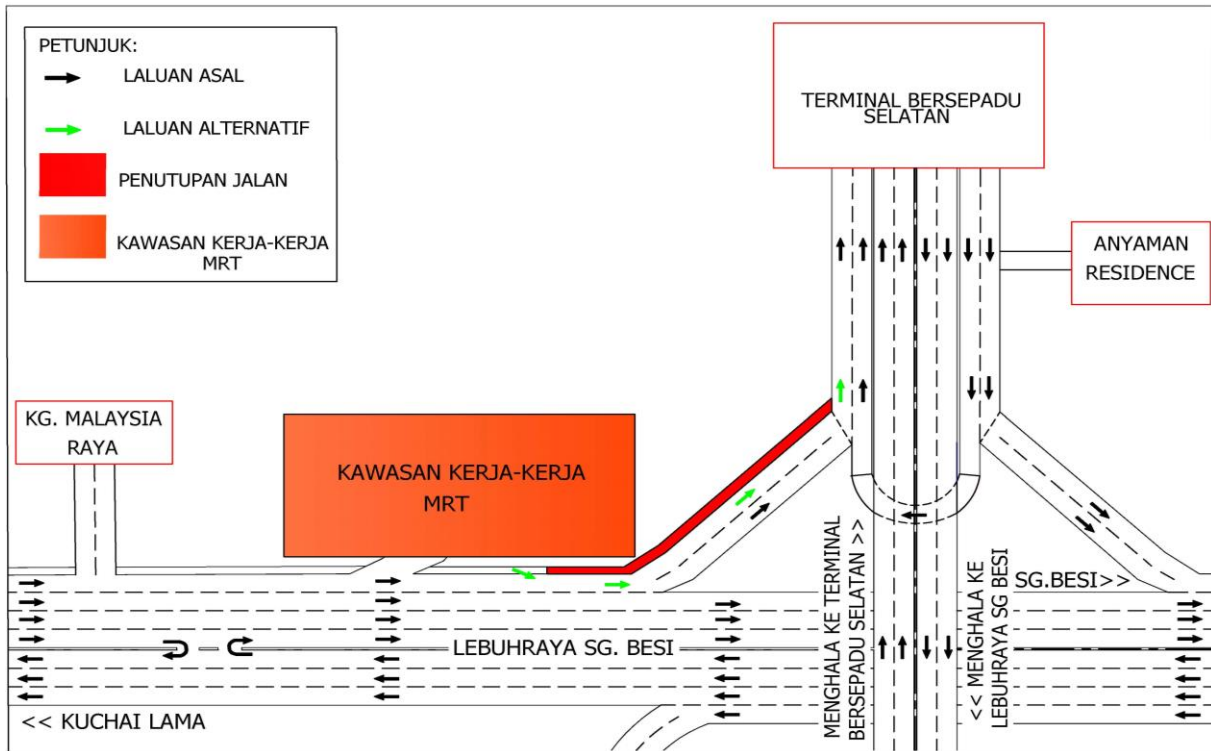 PETUNJUK:
LALUAN ASAL
LALUAN ALTERNATIF
PENUTUPAN JALAN
KAWASAN KERJA-KERJA
MRT
TERMINAL BERSEPADU
SELATAN
ANYAMAN
RESIDENCE
KG. MALAYSIA
RAYA
KAWASAN KERJA-KERJA
MRT
MENGHALA KE TERMINAL
BERSEPADU SELATAN >>
<< MENGHALA KE
LEBUHRAYA SG BESI
SG.BESI>>
LEBUHRAYA SG. BESI
<< KUCHAI LAMA